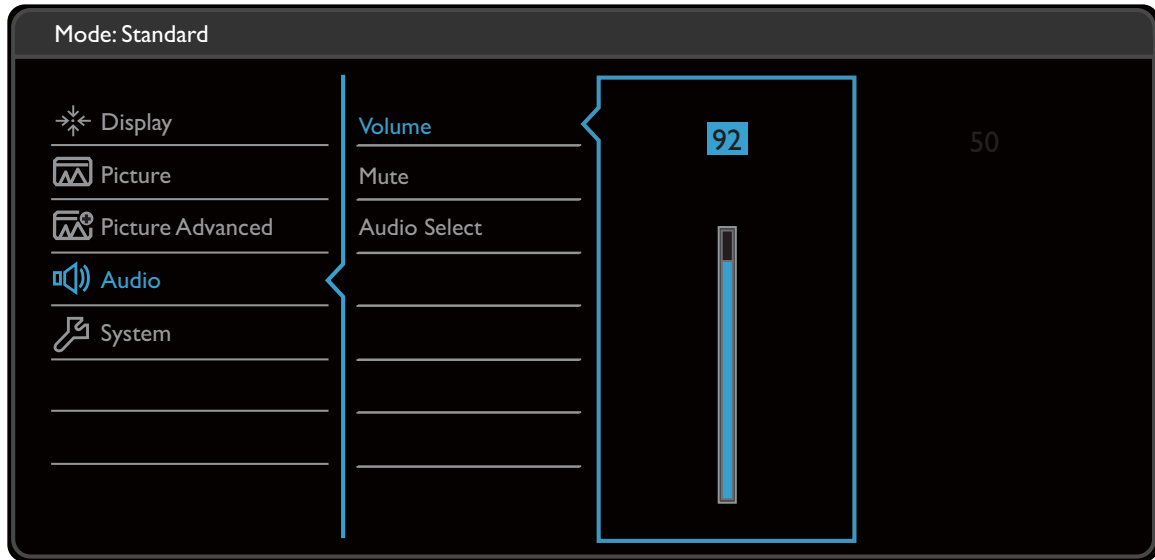 Mode: Standard
Display
Picture
Picture Advanced
Audio
System
Volume
Mute
Audio Select
92
50